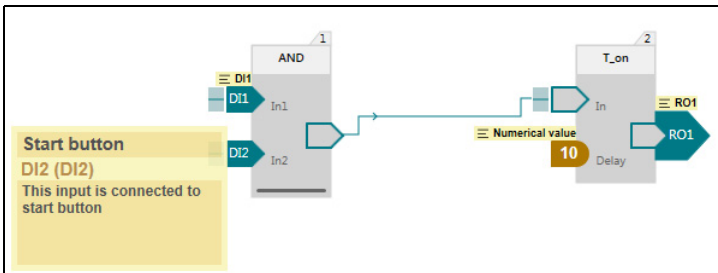 1
AND
DI1
DI1
In1
DI2
In2
Start button
DI2 (DI2)
This input is connected to
start button
2
T_on
In
RO1
RO1
Numerical value
10
Delay